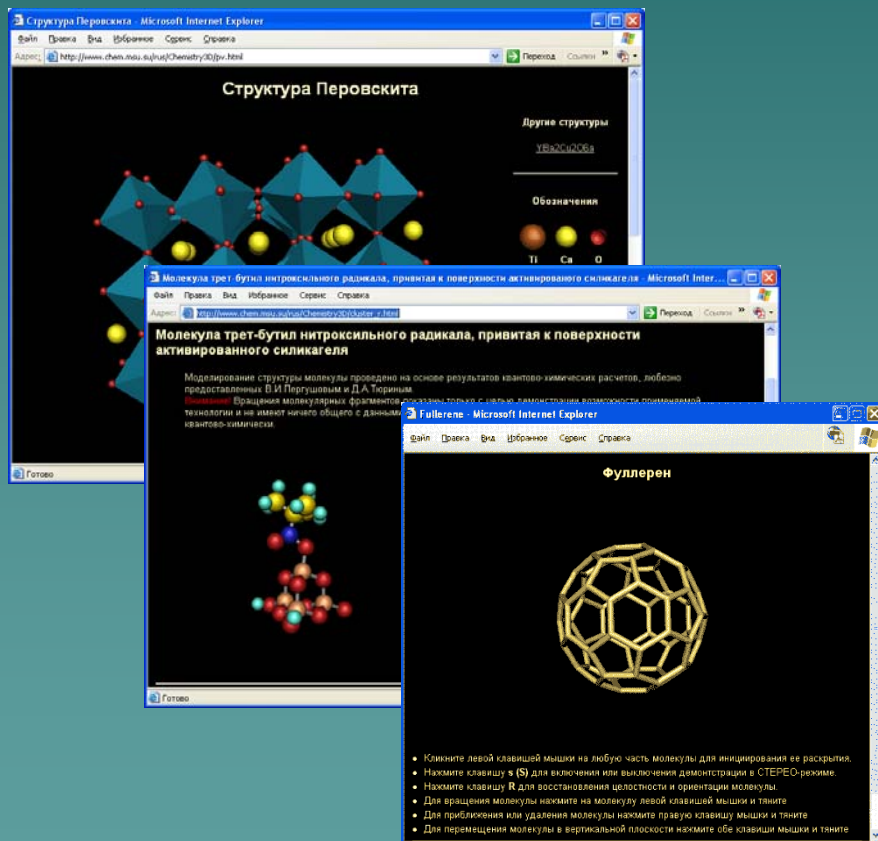 Структура Перовскита - Microsoft Internet Explorer
Файл Правка Вид Избранное Сервис Справка
Адрес: http://www.chem.msu.su/rus/Chemistry3D/pv.html Переход Ссылки »
Структура Перовскита
Другие структуры
YBa2Cu2O6a
Обозначения
Ti Ca O
Готово
Молекула трет-бутил нитроксильного радикала, привитая к поверхности активированого силикагеля - Microsoft Inter...
Файл Правка Вид Избранное Сервис Справка
Адрес: http://www.chem.msu.su/rus/Chemistry3D/cluster_r.html Переход Ссылки »
Молекула трет-бутил нитроксильного радикала, привитая к поверхности
активированного силикагеля
Моделирование структуры молекулы проведено на основе результатов квантово-химических расчетов, любезно
предоставленных В.И.Пергушовым и Д.А.Тюриным.
Внимание! Вращения молекулярных фрагментов показаны только с целью демонстрации возможности применяемой
технологии и не имеют ничего общего с данными
квантово-химически.
Готово
Fullerene - Microsoft Internet Explorer
Файл Правка Вид Избранное Сервис Справка
Фуллерен
• Кликните левой клавишей мышки на любую часть молекулы для инициирования ее раскрытия.
• Нажмите клавишу s (S) для включения или выключения демонтстрации в СТЕРЕО-режиме.
• Нажмите клавишу R для восстановления целостности и ориентации молекулы.
• Для вращения молекулы нажмите на молекулу левой клавишей мышки и тяните
• Для приближения или удаления молекулы нажмите правую клавишу мышки и тяните
• Для перемещения молекулы в вертикальной плоскости нажмите обе клавиши мышки и тяните